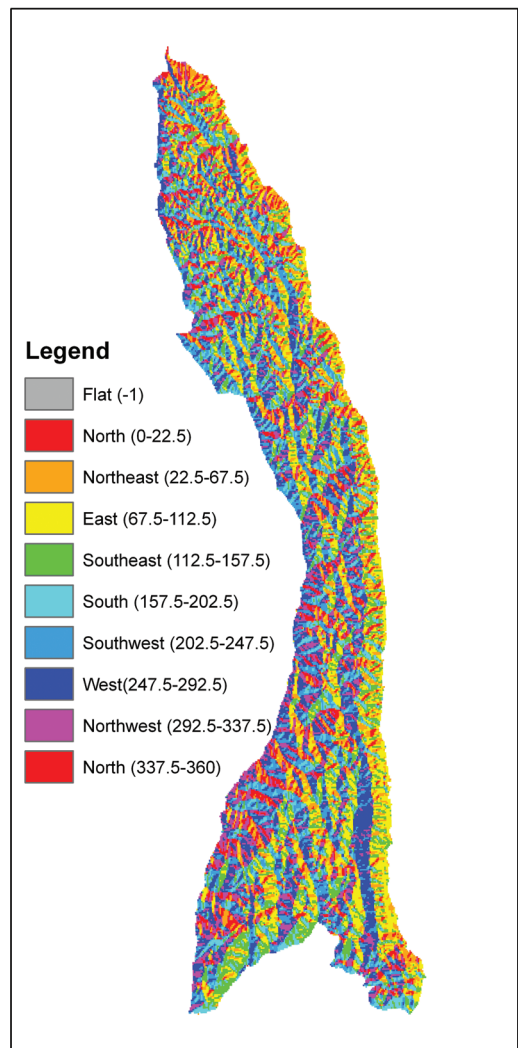 Legend
Flat (-1)
North (0-22.5)
Northeast (22.5-67.5)
East (67.5-112.5)
Southeast (112.5-157.5)
South (157.5-202.5)
Southwest (202.5-247.5)
West(247.5-292.5)
Northwest (292.5-337.5)
North (337.5-360)